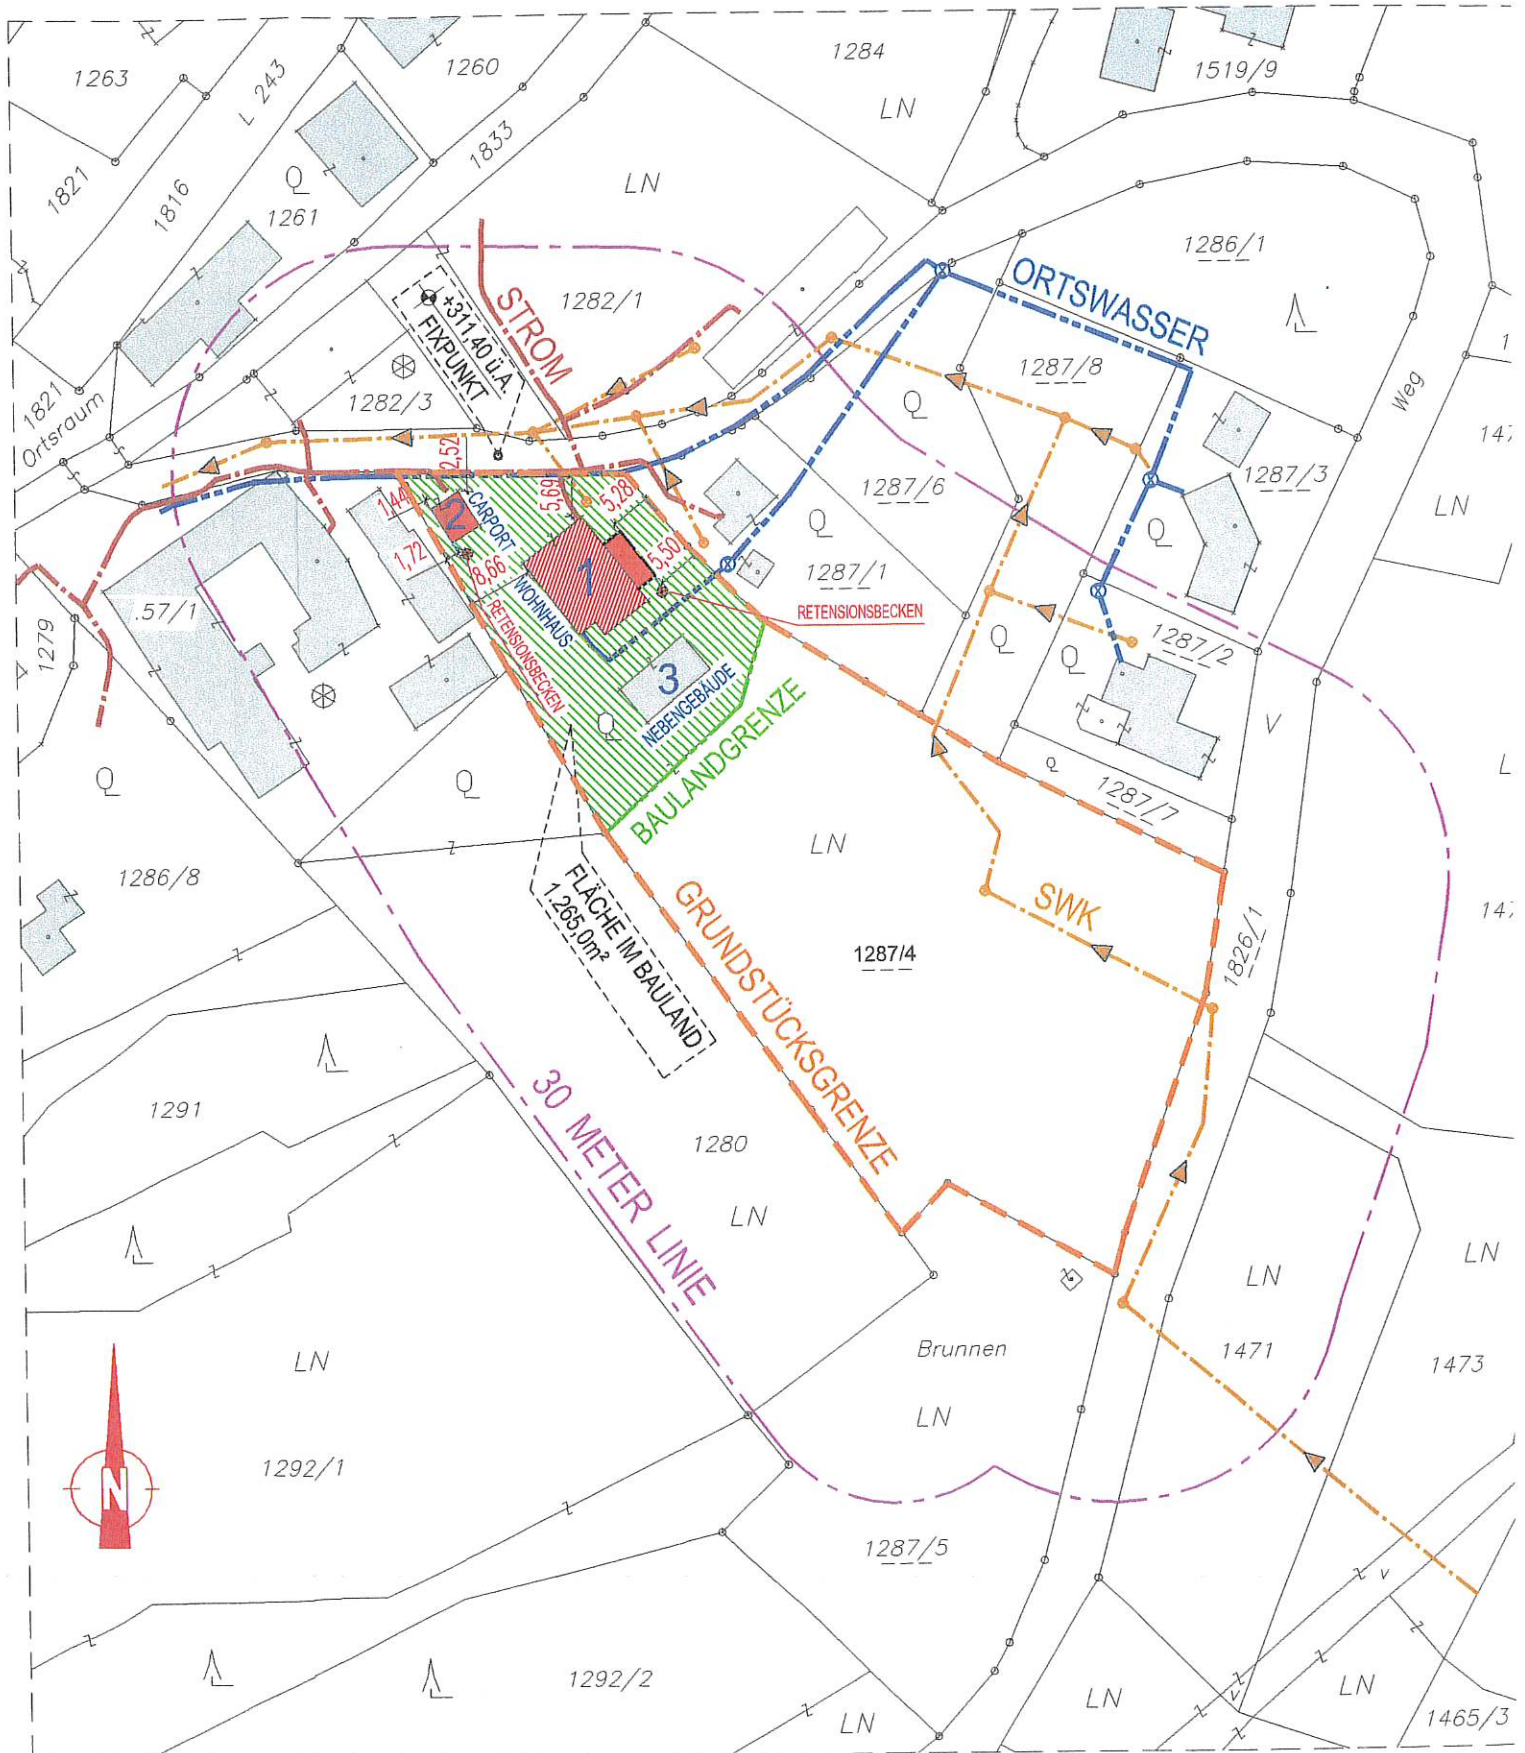 1263
L 243
1260
1284
1519/9
LN
1833
1821
1816
Q
1261
LN
1286/1
ORTSWASSER
1282/1
STROM
+311,40 ü.A.
FIXPUNKT
1287/8
Weg
1282/3
1821
Ortsraum
Q
147
1287/3
1287/6
LN
2,52
5,69
5,28
1,44
2
CARPORT
Q
Q
1,72
8,66
1
5,50
1287/1
WOHNHAUS
RETENSIONSBECKEN
.57/1
1279
RETENSIONSBECKEN
Q
1287/2
Q
3
NEBENGEBÄUDE
Q
V
BAULANDGRENZE
Q
Q
Q
1287/7
L
LN
1286/8
FLÄCHE IM BAULAND
1.265,0m²
GRUNDSTÜCKSGRENZE
SWK
1826/1
147
1287/4
1291
30 METER LINIE
1280
LN
LN
LN
Brunnen
1471
1473
LN
LN
1292/1
N
1287/5
V
1292/2
LN
LN
LN
1465/3